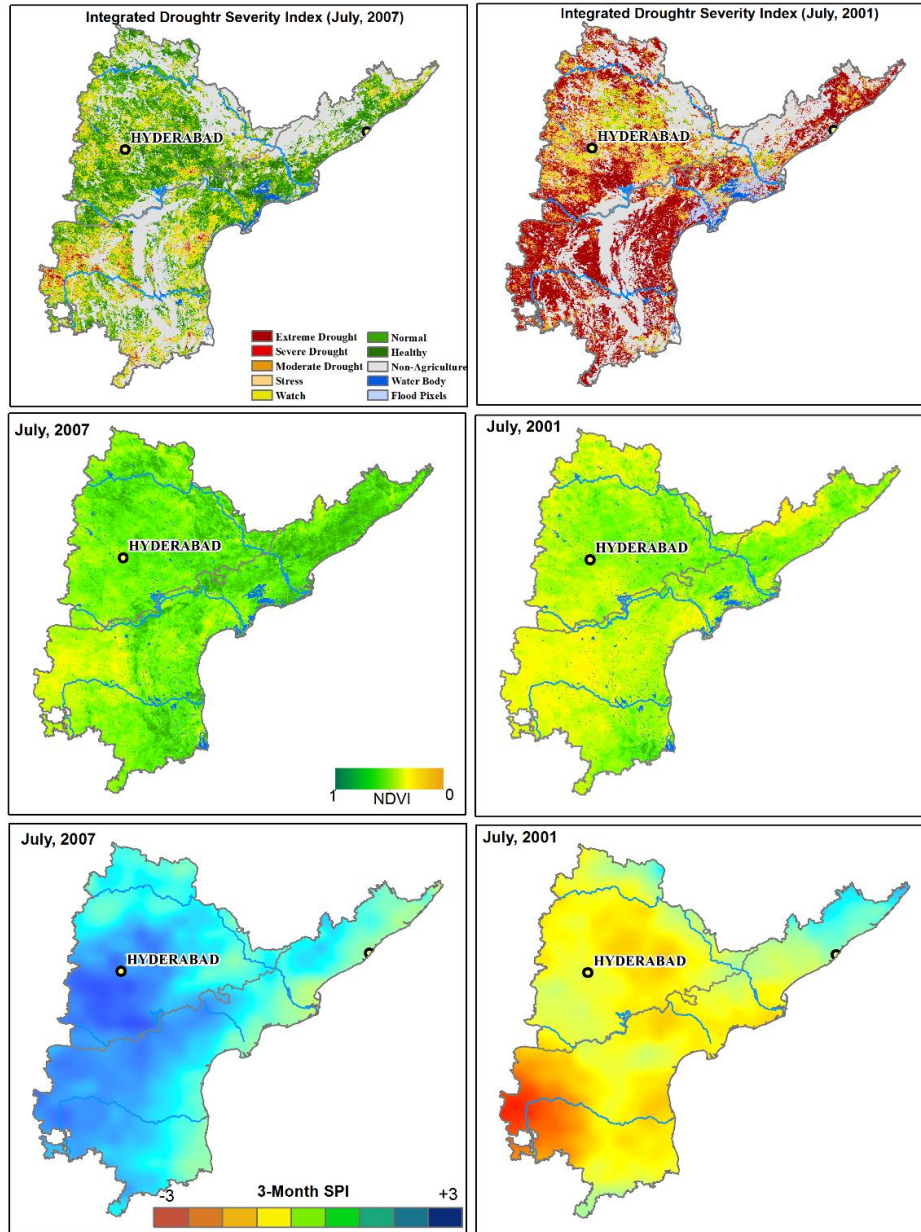 Integrated Droughtr Severity Index (July, 2007)
HYDERABAD
Extreme Drought
Severe Drought
Moderate Drought
Stress
Watch
Normal
Healthy
Non-Agriculture
Water Body
Flood Pixels
Integrated Droughtr Severity Index (July, 2001)
HYDERABAD
July, 2007
HYDERABAD
1 0
NDVI
July, 2001
HYDERABAD
July, 2007
HYDERABAD
-3 3-Month SPI +3
July, 2001
HYDERABAD